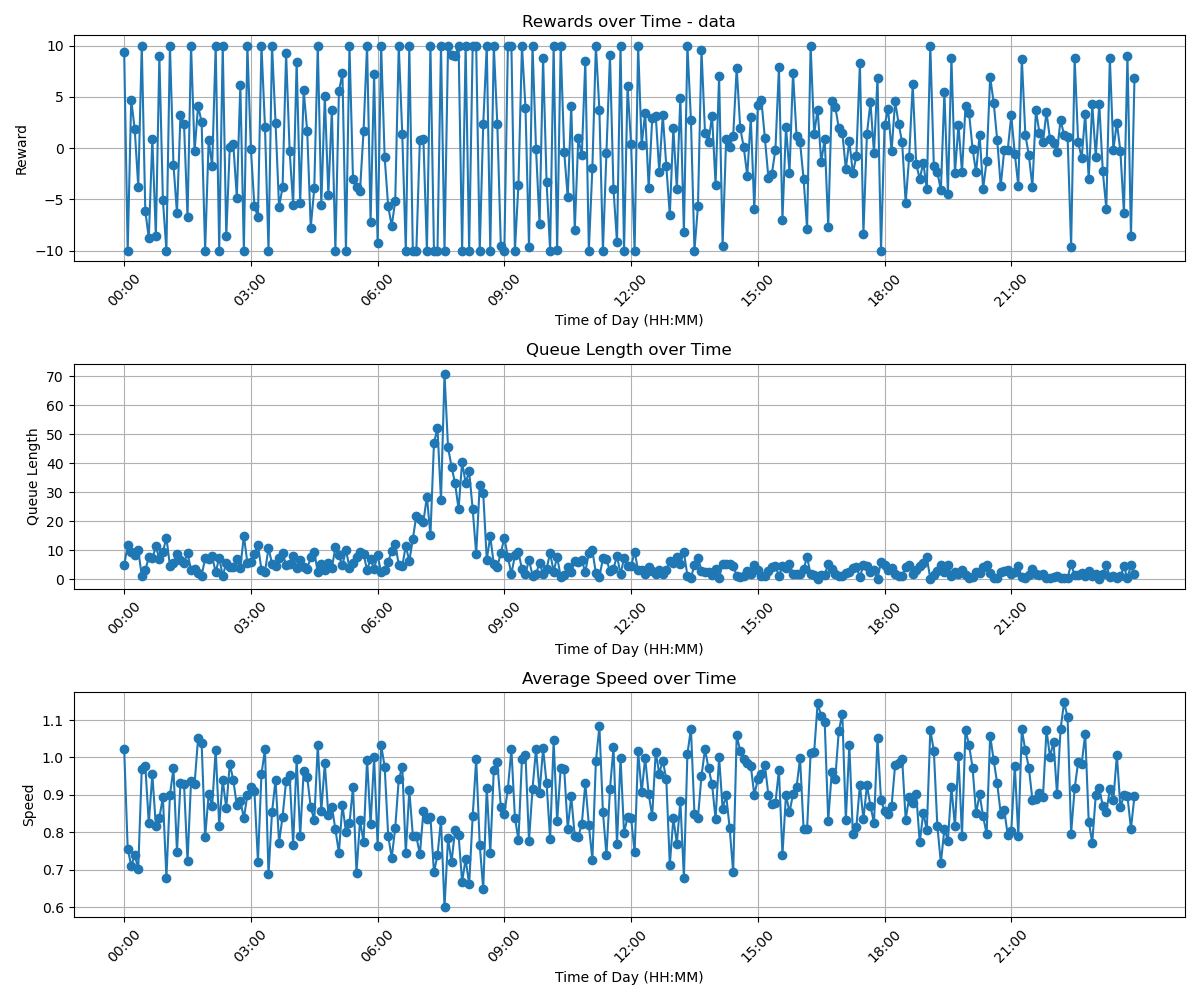 Rewards over Time - data
Reward
10
5
0
−5
−10
00:00 03:00 06:00 09:00 12:00 15:00 18:00 21:00
Time of Day (HH:MM)
Queue Length over Time
Queue Length
70
60
50
40
30
20
10
0
00:00 03:00 06:00 09:00 12:00 15:00 18:00 21:00
Time of Day (HH:MM)
Average Speed over Time
Speed
1.1
1.0
0.9
0.8
0.7
0.6
00:00 03:00 06:00 09:00 12:00 15:00 18:00 21:00
Time of Day (HH:MM)